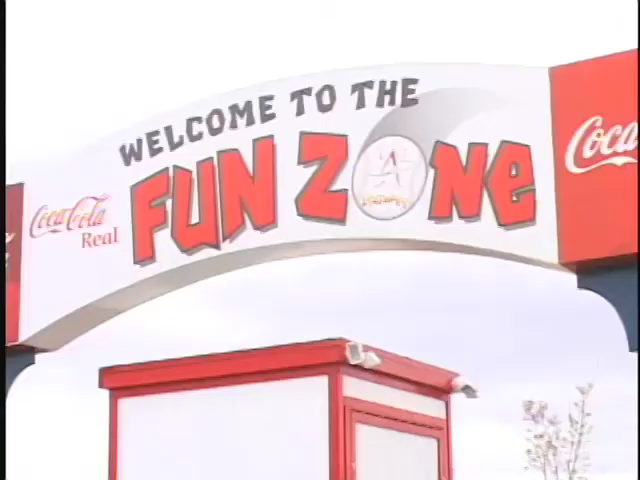 WELCOME TO THE
FUN ZONE
Coca-Cola
Real
Coca